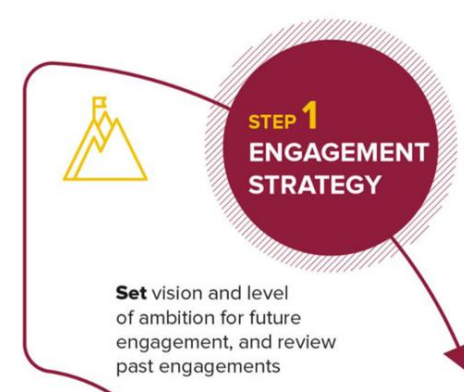 STEP 1
ENGAGEMENT
STRATEGY
Set vision and level
of ambition for future
engagement, and review
past engagements